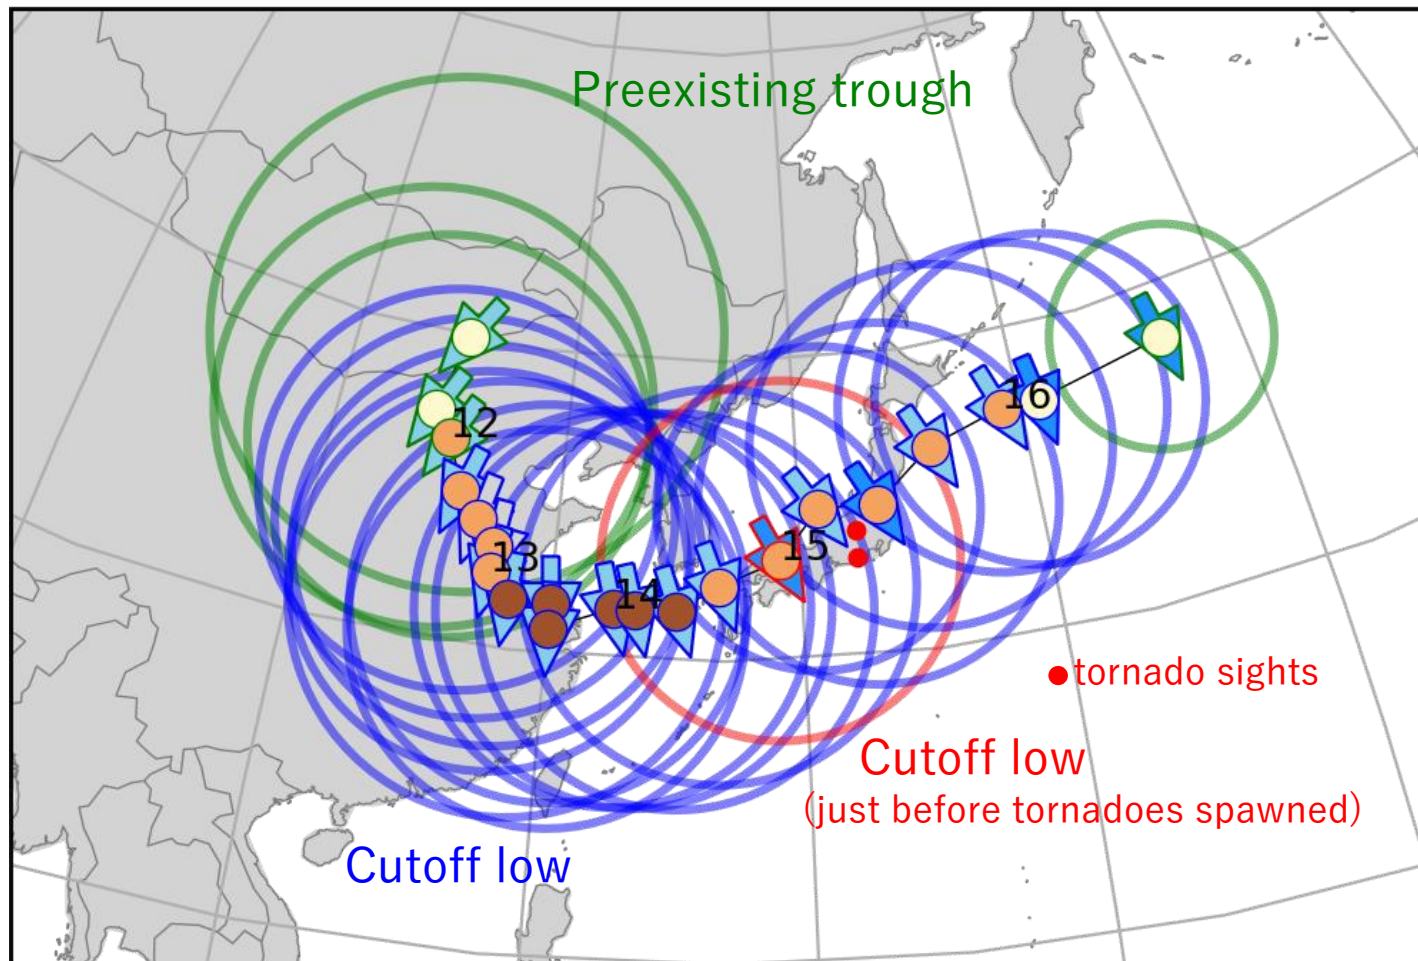 Preexisting trough
12
13
14
15
16
tornado sights
Cutoff low
(just before tornadoes spawned)
Cutoff low